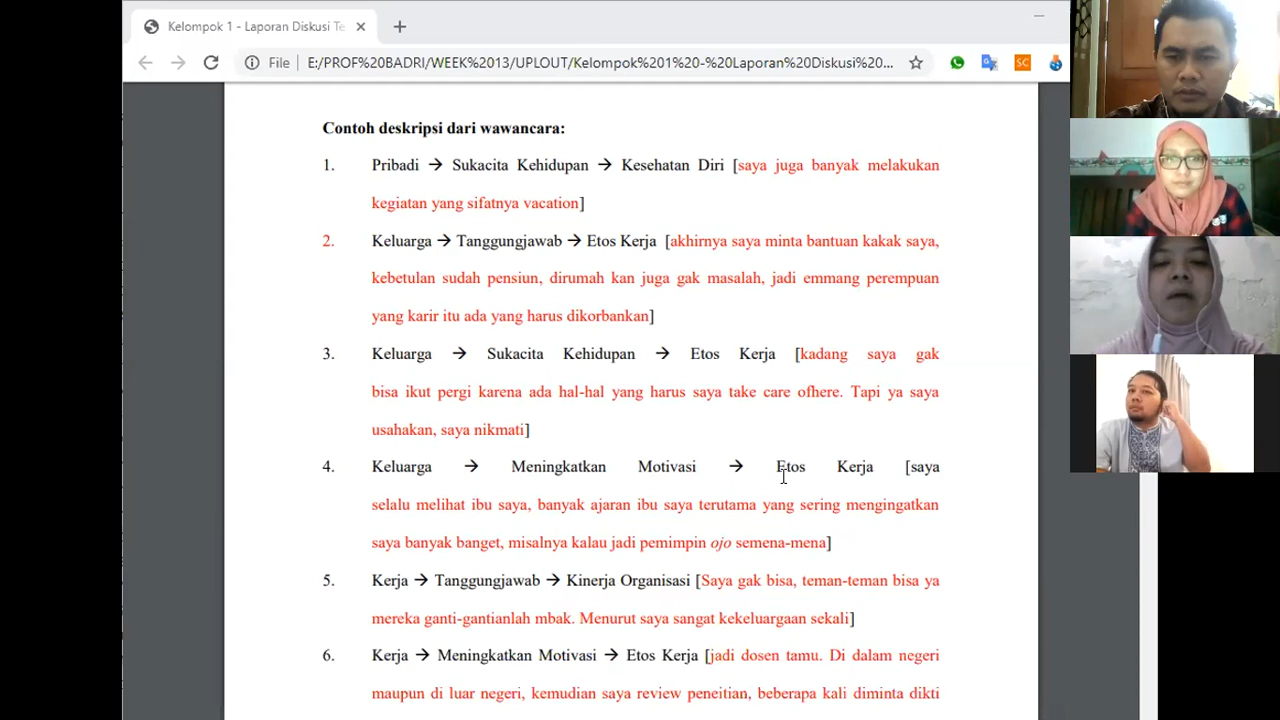 Kelompok 1 - Laporan Diskusi Te
File | E:/PROF%20BADRI/WEEK%2013/UPLOUT/Kelompok%201%20-%20Laporan%20Diskusi%20...
SC
Contoh deskripsi dari wawancara:
1. Pribadi → Sukacita Kehidupan → Kesehatan Diri [saya juga banyak melakukan
kegiatan yang sifatnya vacation]
2. Keluarga → Tanggungjawab → Etos Kerja [akhirnya saya minta bantuan kakak saya,
kebetulan sudah pensiun, dirumah kan juga gak masalah, jadi emmang perempuan
yang karir itu ada yang harus dikorbankan]
3. Keluarga → Sukacita Kehidupan → Etos Kerja [kadang saya gak
bisa ikut pergi karena ada hal-hal yang harus saya take care ofhere. Tapi ya saya
usahakan, saya nikmati]
4. Keluarga → Meningkatkan Motivasi → Etos Kerja [saya
selalu melihat ibu saya, banyak ajaran ibu saya terutama yang sering mengingatkan
saya banyak banget, misalnya kalau jadi pemimpin ojo semena-mena]
5. Kerja → Tanggungjawab → Kinerja Organisasi [Saya gak bisa, teman-teman bisa ya
mereka ganti-gantianlah mbak. Menurut saya sangat kekeluargaan sekali]
6. Kerja → Meningkatkan Motivasi → Etos Kerja [jadi dosen tamu. Di dalam negeri
maupun di luar negeri, kemudian saya review peneitian, beberapa kali diminta dikti